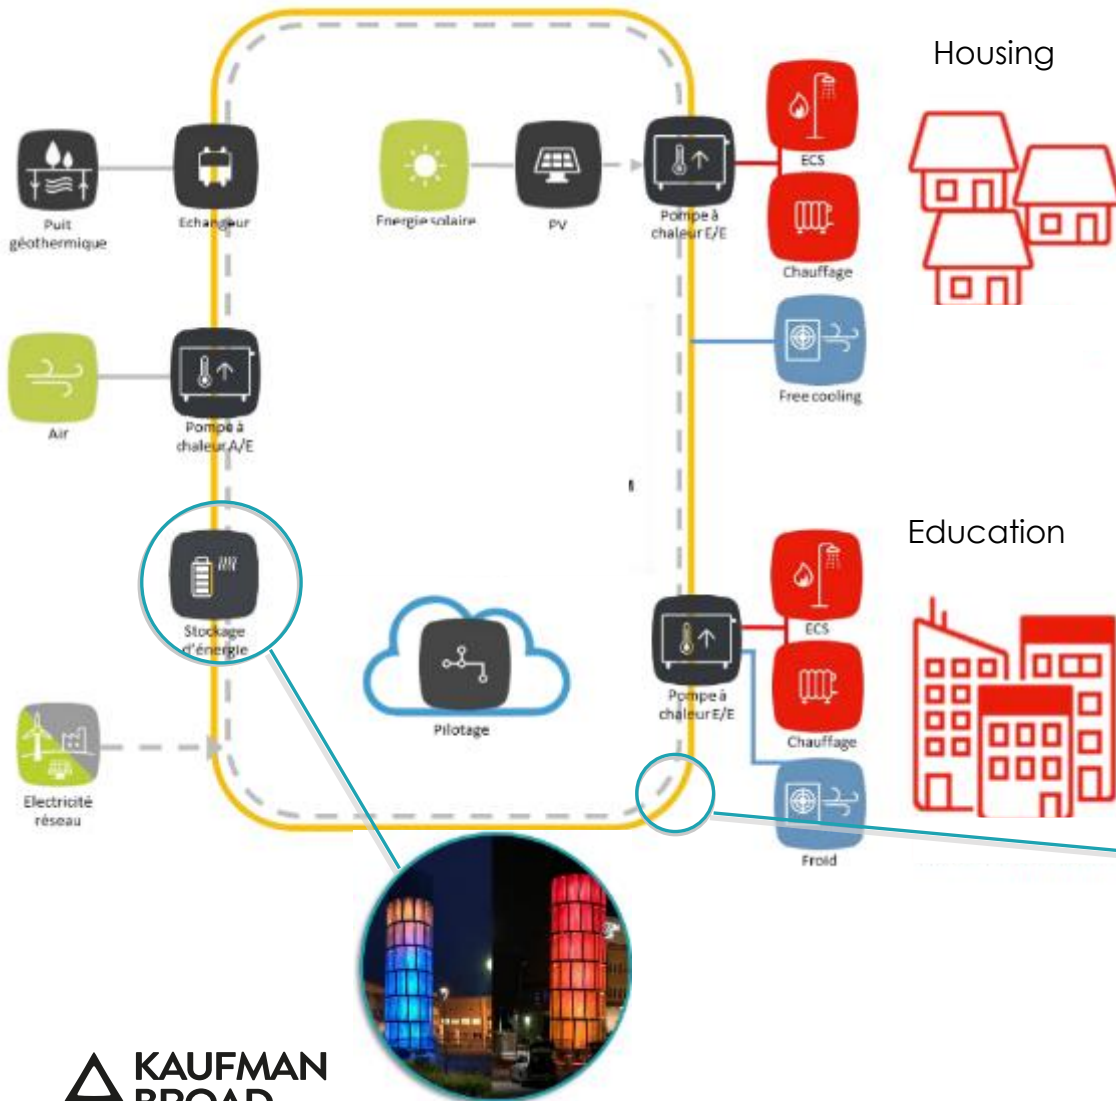 Housing
ECS
Puit
géothermique
Echangeur
Energie solaire
PV
Pompe à
chaleur E/E
Chauffage
Air
Pompe à
chaleur A/E
Free cooling
Education
Stockage
d'énergie
ECS
Pilotage
Pompe à
chaleur E/E
Chauffage
Electricité
réseau
Froid
KAUFMAN
BROAD